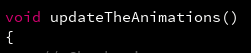 void updateTheAnimations()
{